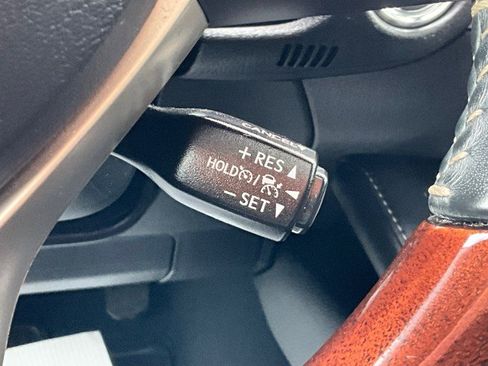 CANCEL
+ RES ▲
HOLD /
− SET ▼